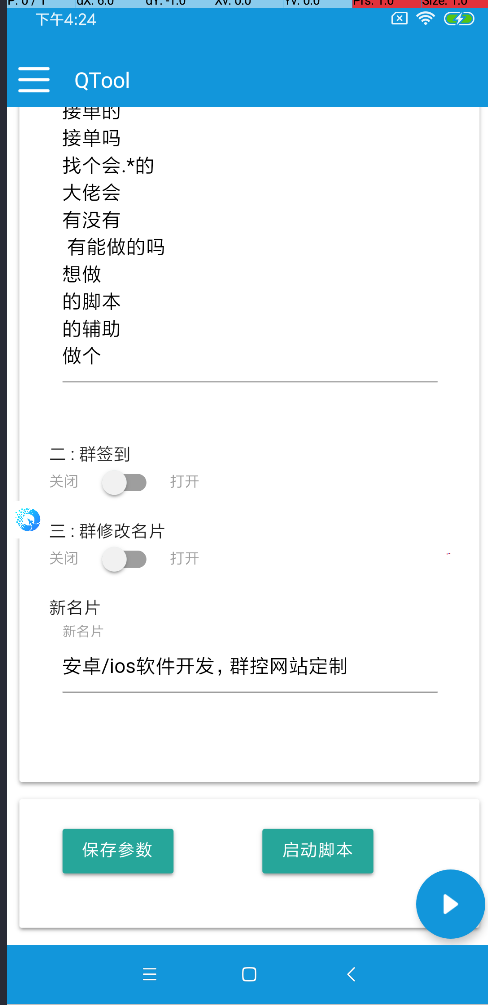 P: 0 / 1 dX: 6.0 dY: -1.0 Xv: 0.0 Yv: 0.0 Prs: 1.0 Size: 1.0
下午4:24
QTool
接单的
接单吗
找个会.*的
大佬会
有没有
有能做的吗
想做
的脚本
的辅助
做个
二 : 群签到
关闭 打开
三 : 群修改名片
关闭 打开
新名片
新名片
安卓/ios软件开发, 群控网站定制
保存参数 启动脚本